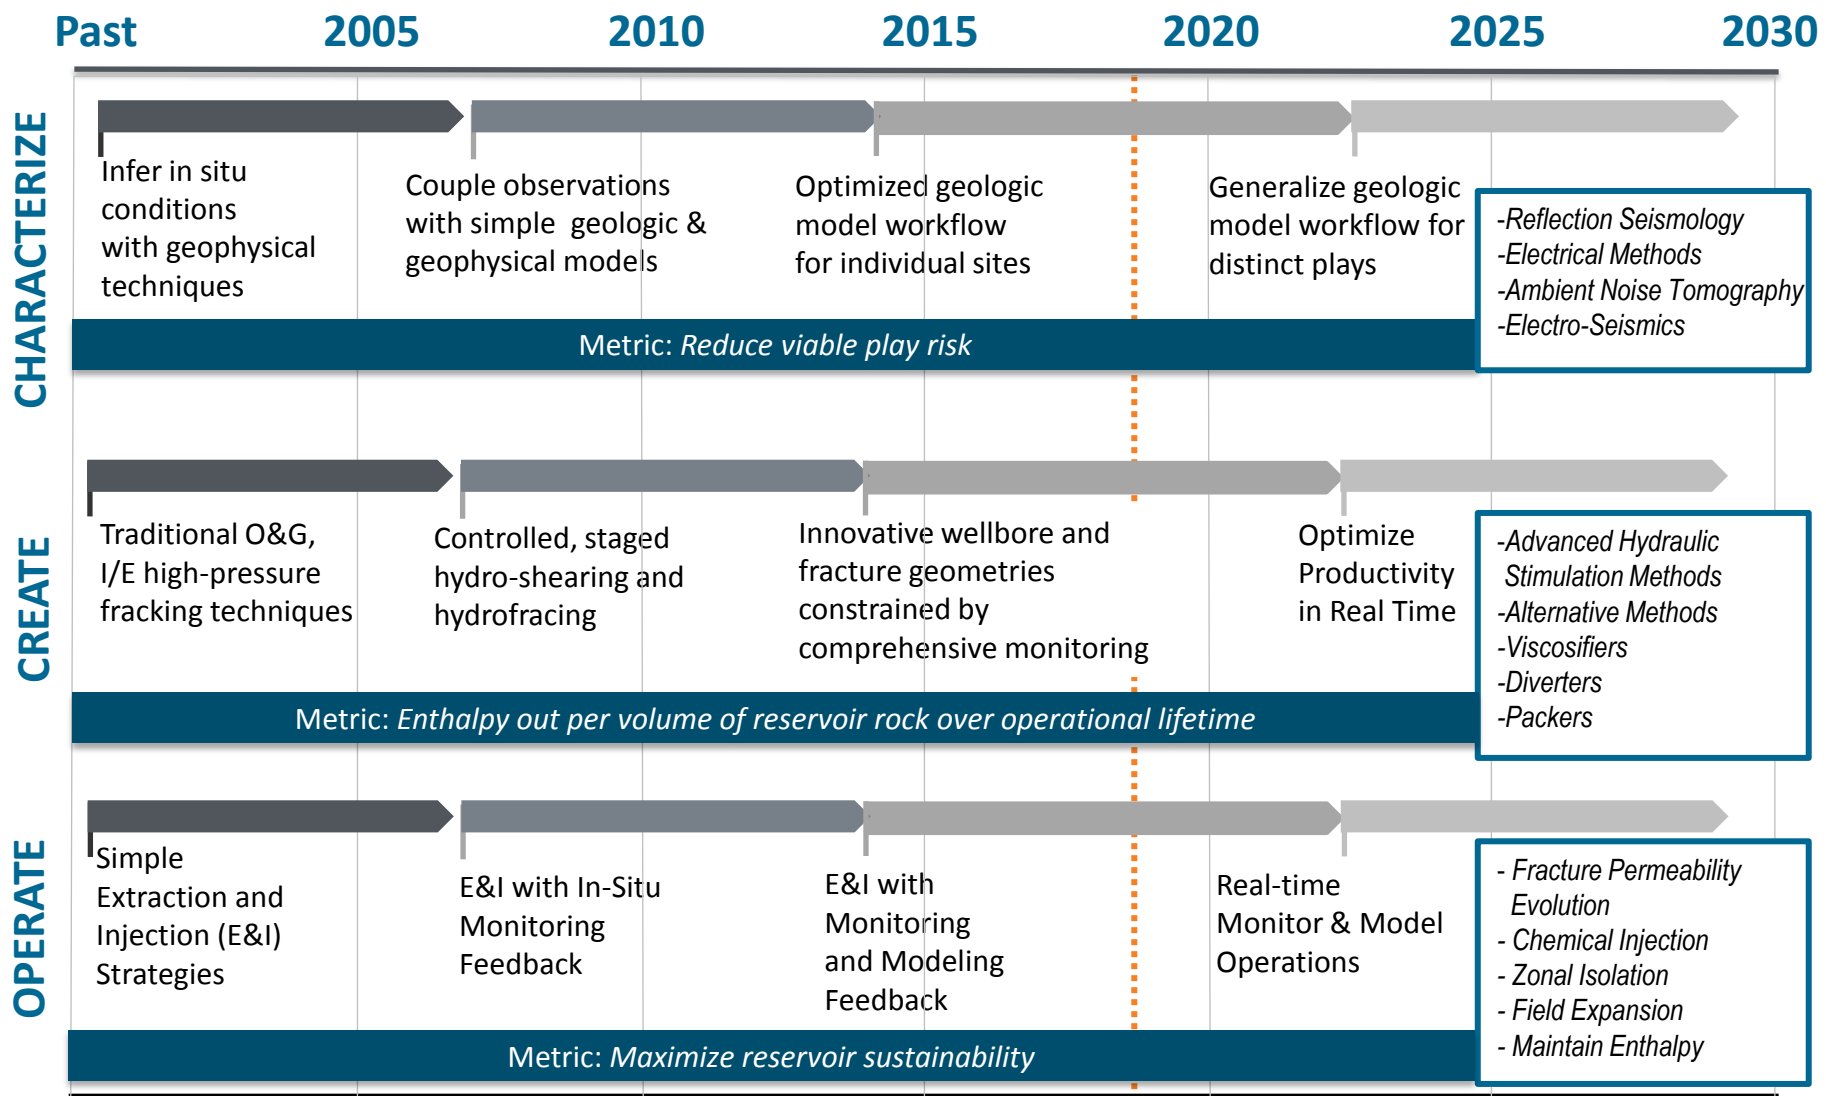 Past 2005 2010 2015 2020 2025 2030
CHARACTERIZE
Infer in situ
conditions
with geophysical
techniques
Couple observations
with simple geologic &
geophysical models
Optimized geologic
model workflow
for individual sites
Generalize geologic
model workflow for
distinct plays
-Reflection Seismology
-Electrical Methods
-Ambient Noise Tomography
-Electro-Seismics
Metric: Reduce viable play risk
CREATE
Traditional O&G,
I/E high-pressure
fracking techniques
Controlled, staged
hydro-shearing and
hydrofracing
Innovative wellbore and
fracture geometries
constrained by
comprehensive monitoring
Optimize
Productivity
in Real Time
-Advanced Hydraulic
Stimulation Methods
-Alternative Methods
-Viscosifiers
-Diverters
-Packers
Metric: Enthalpy out per volume of reservoir rock over operational lifetime
OPERATE
Simple
Extraction and
Injection (E&I)
Strategies
E&I with In-Situ
Monitoring
Feedback
E&I with
Monitoring
and Modeling
Feedback
Real-time
Monitor & Model
Operations
- Fracture Permeability
Evolution
- Chemical Injection
- Zonal Isolation
- Field Expansion
- Maintain Enthalpy
Metric: Maximize reservoir sustainability